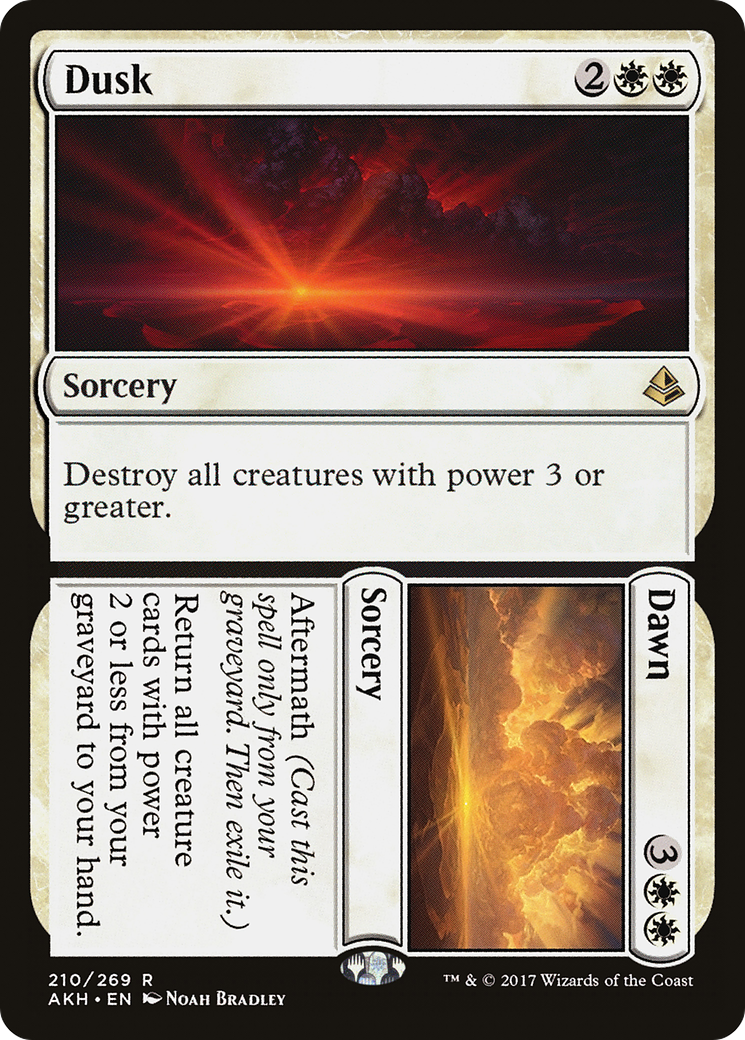 Dusk 2
Sorcery
Destroy all creatures with power 3 or
greater.
Dawn 3
Sorcery
Aftermath (Cast this
spell only from your
graveyard. Then exile it.)
Return all creature
cards with power
2 or less from your
graveyard to your hand.
210/269 R
AKH • EN Noah Bradley
™ & © 2017 Wizards of the Coast